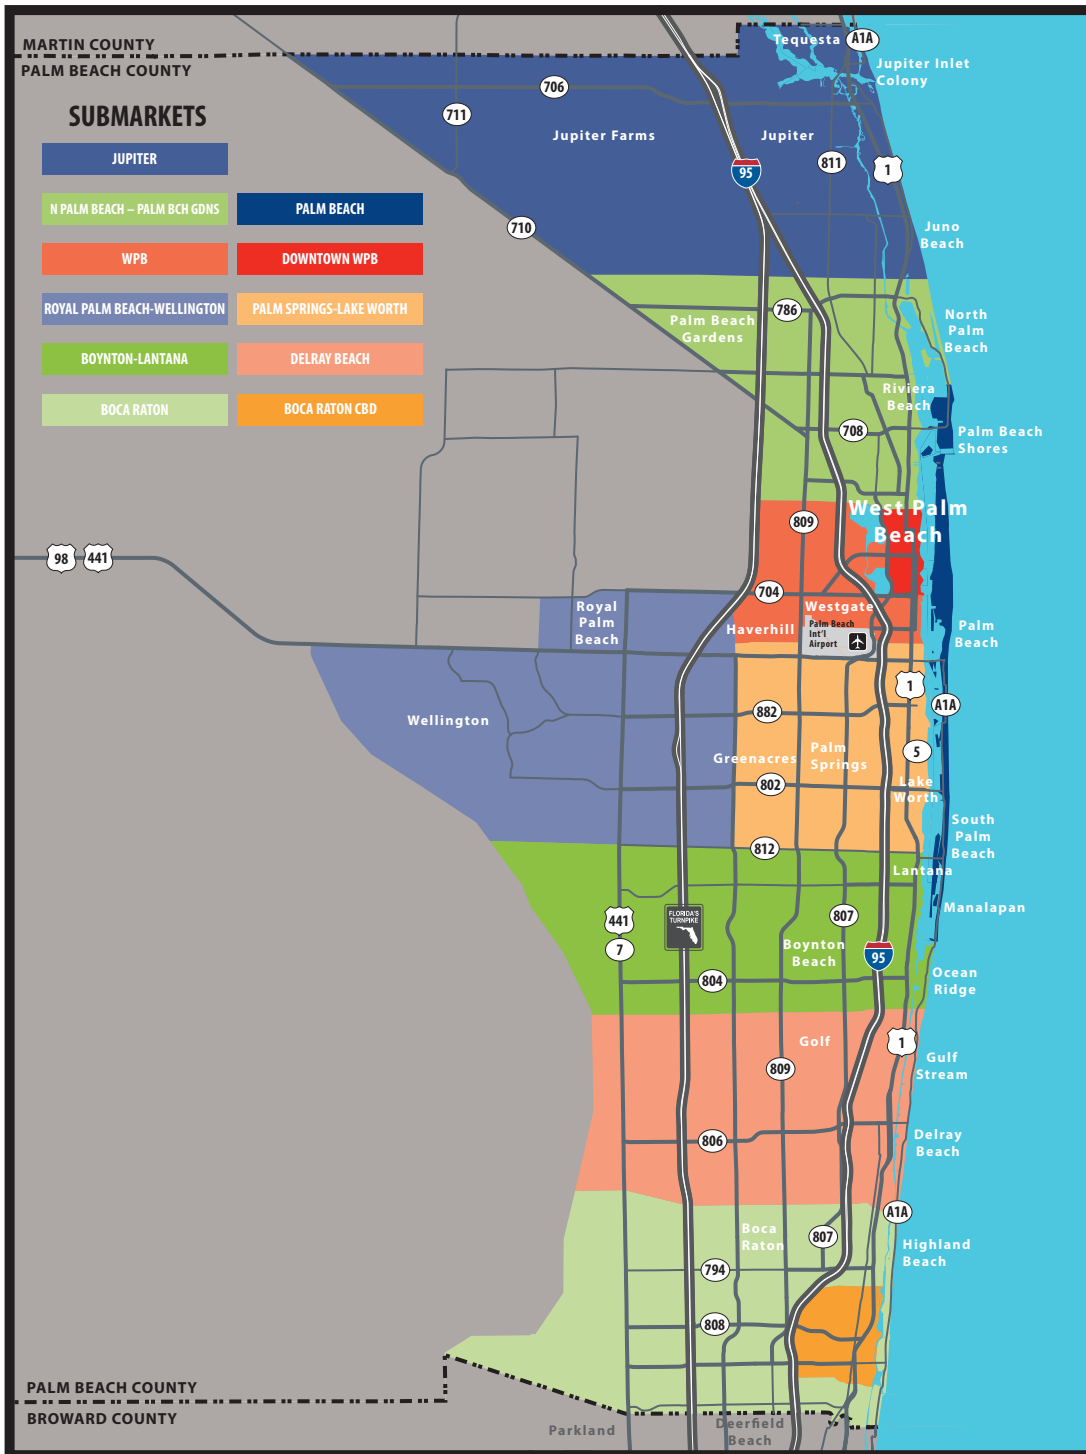 MARTIN COUNTY
PALM BEACH COUNTY
SUBMARKETS
JUPITER
N PALM BEACH – PALM BCH GDNS
PALM BEACH
WPB
DOWNTOWN WPB
ROYAL PALM BEACH-WELLINGTON
PALM SPRINGS-LAKE WORTH
BOYNTON-LANTANA
DELRAY BEACH
BOCA RATON
BOCA RATON CBD
Tequesta
A1A
Jupiter Inlet
Colony
706
711
Jupiter Farms
Jupiter
811
95
1
710
Juno
Beach
786
Palm Beach
Gardens
North
Palm
Beach
Riviera
Beach
708
Palm Beach
Shores
West Palm
Beach
809
98
441
704
Royal
Palm
Beach
Westgate
Haverhill
Palm Beach
Int'l
Airport
Palm
Beach
1
A1A
Wellington
882
5
Greenacres
Palm
Springs
802
Lake
Worth
South
Palm
Beach
812
Lantana
Manalapan
441
7
FLORIDA'S
TURNPIKE
807
Boynton
Beach
95
804
Ocean
Ridge
Golf
1
809
Gulf
Stream
806
Delray
Beach
A1A
Boca
Raton
807
Highland
Beach
794
808
PALM BEACH COUNTY
BROWARD COUNTY
Parkland
Deerfield
Beach